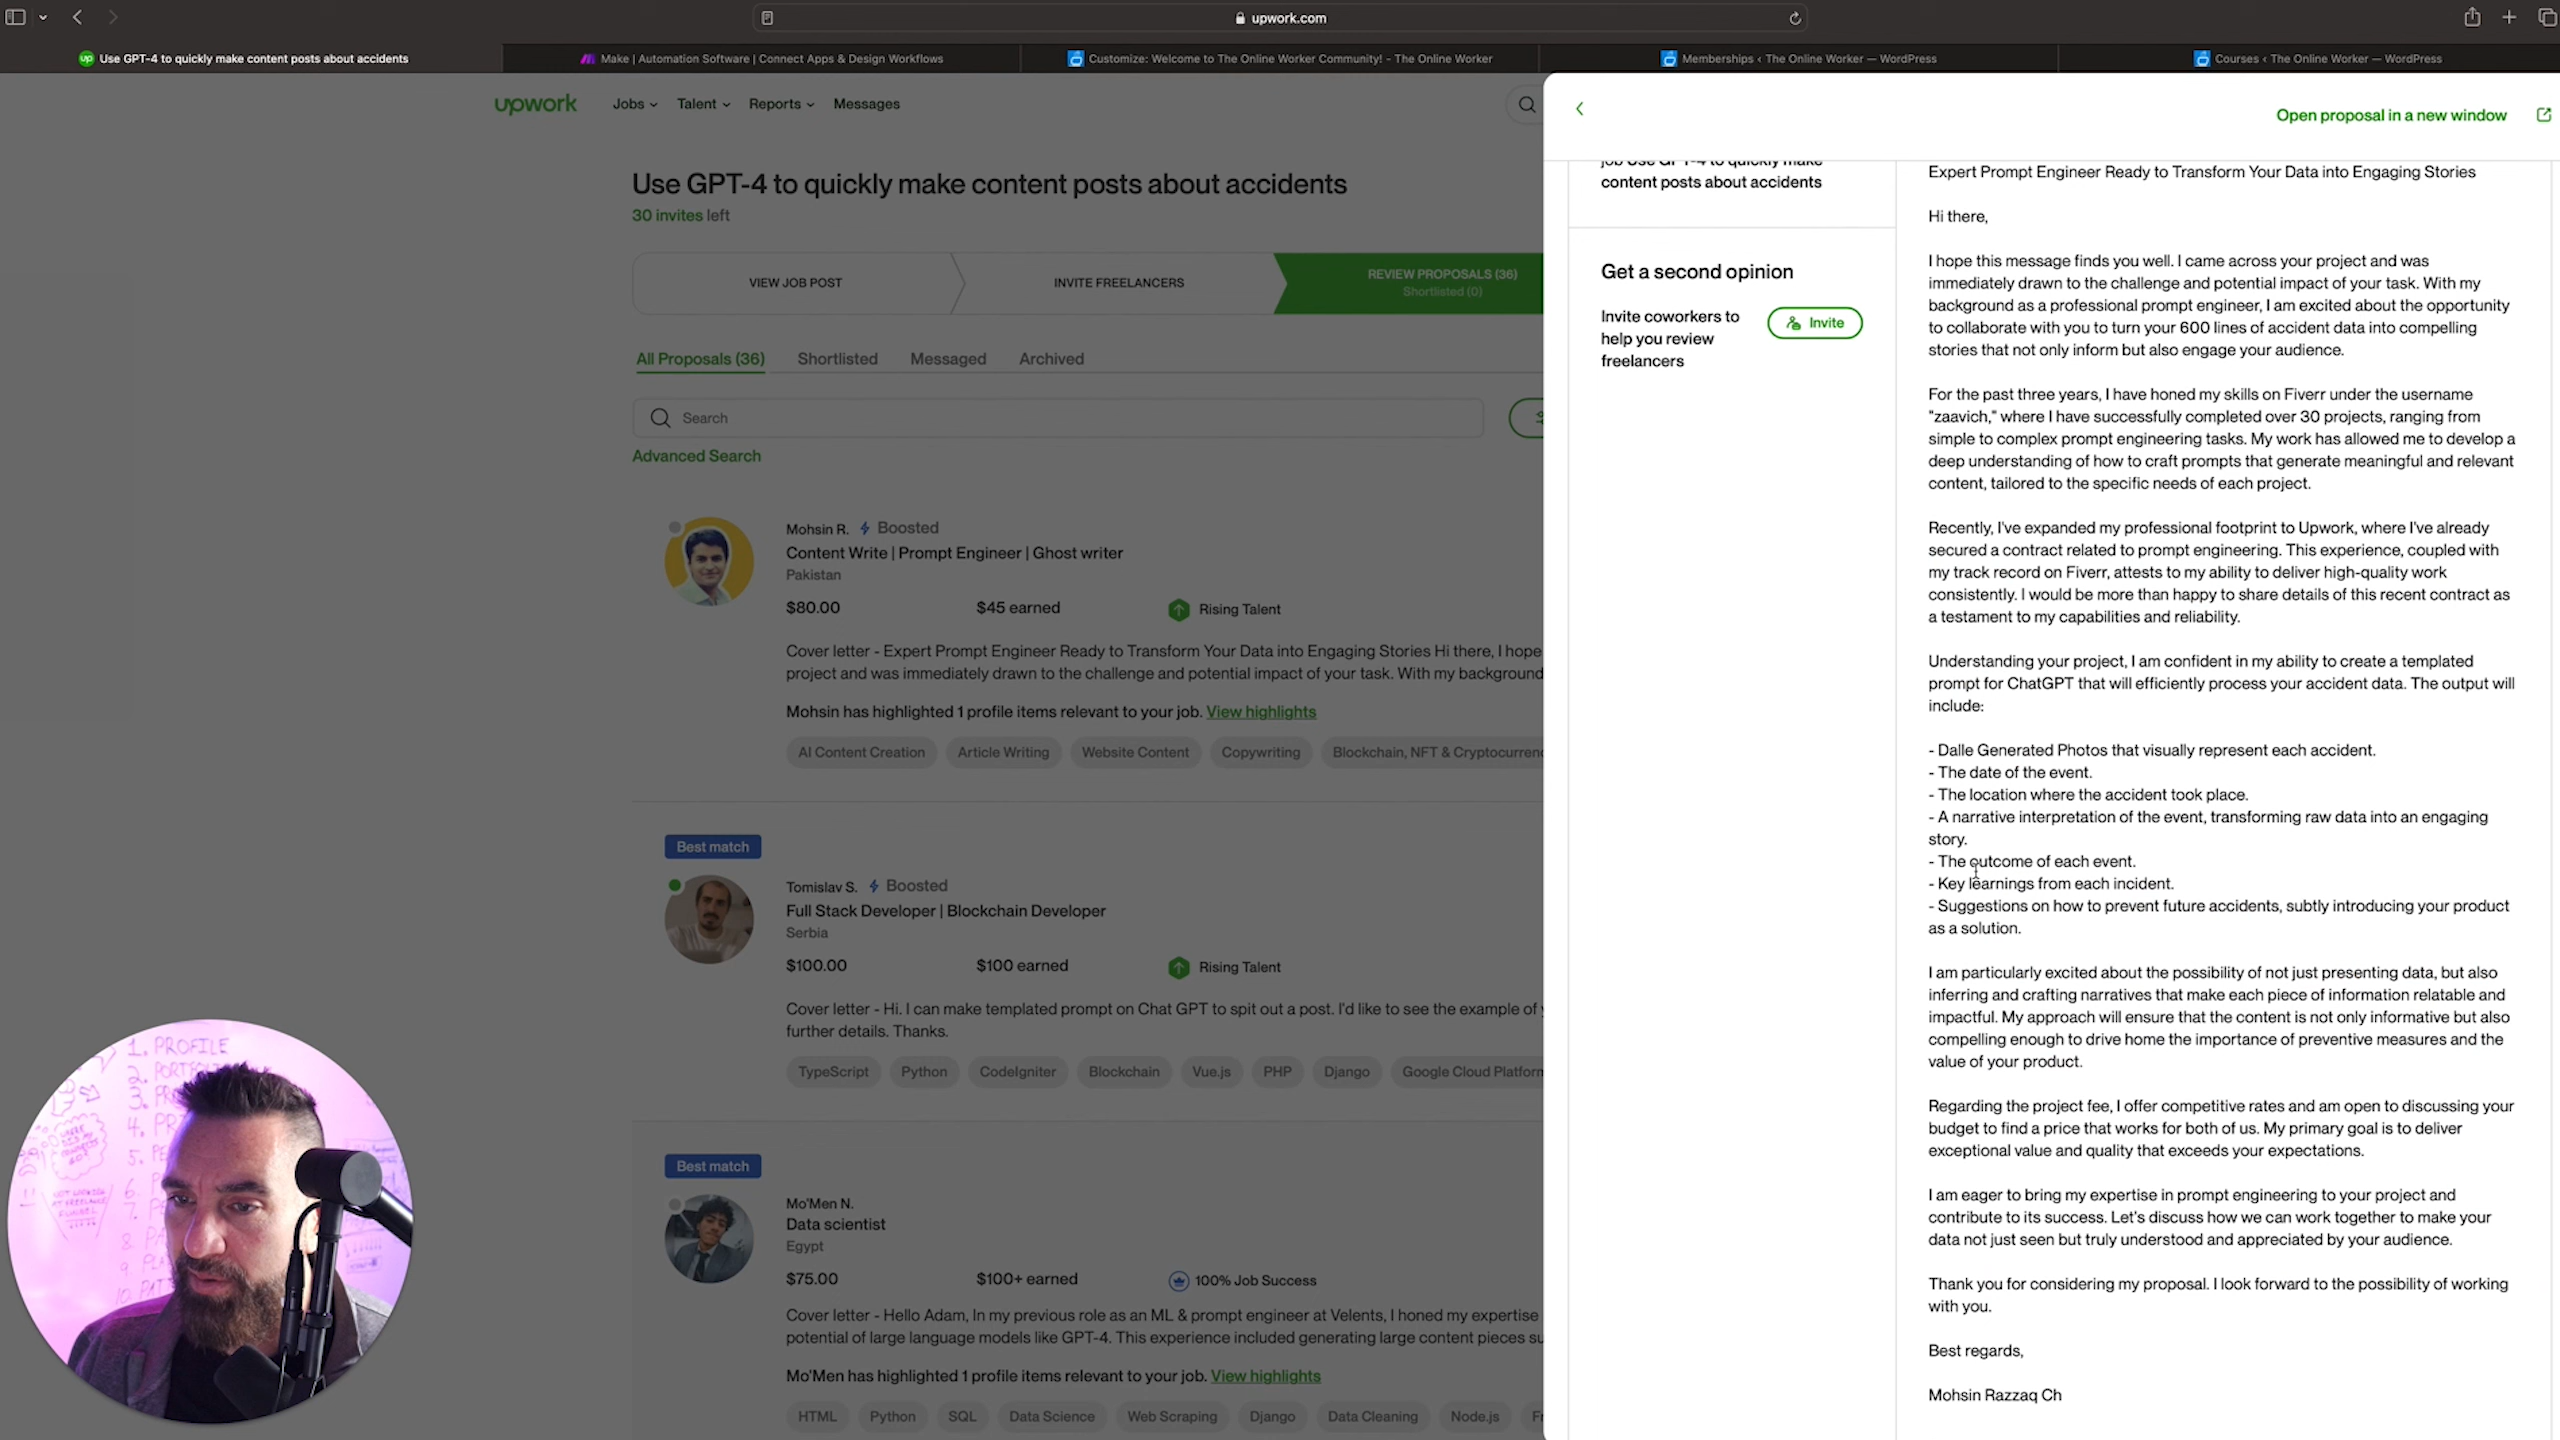 upwork.com
Use GPT-4 to quickly make content posts about accidents
Make | Automation Software | Connect Apps & Design Workflows
Customize: Welcome to The Online Worker Community! - The Online Worker
Memberships ‹ The Online Worker — WordPress
Courses ‹ The Online Worker — WordPress
upwork
Jobs
Talent
Reports
Messages
Use GPT-4 to quickly make content posts about accidents
30 invites left
VIEW JOB POST
INVITE FREELANCERS
REVIEW PROPOSALS (36)
Shortlisted (0)
All Proposals (36)
Shortlisted
Messaged
Archived
Search
Advanced Search
Mohsin R.
Boosted
Content Write | Prompt Engineer | Ghost writer
Pakistan
$80.00
$45 earned
Rising Talent
Cover letter - Expert Prompt Engineer Ready to Transform Your Data into Engaging Stories Hi there, I hope
project and was immediately drawn to the challenge and potential impact of your task. With my background
Mohsin has highlighted 1 profile items relevant to your job. View highlights
AI Content Creation
Article Writing
Website Content
Copywriting
Blockchain, NFT & Cryptocurrenc
Best match
Tomislav S.
Boosted
Full Stack Developer | Blockchain Developer
Serbia
$100.00
$100 earned
Rising Talent
Cover letter - Hi. I can make templated prompt on Chat GPT to spit out a post. I'd like to see the example of
further details. Thanks.
TypeScript
Python
CodeIgniter
Blockchain
Vue.js
PHP
Django
Google Cloud Platform
Best match
Mo'Men N.
Data scientist
Egypt
$75.00
$100+ earned
100% Job Success
Cover letter - Hello Adam, In my previous role as an ML & prompt engineer at Velents, I honed my expertise
potential of large language models like GPT-4. This experience included generating large content pieces su
Mo'Men has highlighted 1 profile items relevant to your job. View highlights
HTML
Python
SQL
Data Science
Web Scraping
Django
Data Cleaning
Node.js
Open proposal in a new window
job Use GPT-4 to quickly make
content posts about accidents
Get a second opinion
Invite coworkers to
help you review
freelancers
Invite
Expert Prompt Engineer Ready to Transform Your Data into Engaging Stories
Hi there,
I hope this message finds you well. I came across your project and was
immediately drawn to the challenge and potential impact of your task. With my
background as a professional prompt engineer, I am excited about the opportunity
to collaborate with you to turn your 600 lines of accident data into compelling
stories that not only inform but also engage your audience.
For the past three years, I have honed my skills on Fiverr under the username
"zaavich," where I have successfully completed over 30 projects, ranging from
simple to complex prompt engineering tasks. My work has allowed me to develop a
deep understanding of how to craft prompts that generate meaningful and relevant
content, tailored to the specific needs of each project.
Recently, I've expanded my professional footprint to Upwork, where I've already
secured a contract related to prompt engineering. This experience, coupled with
my track record on Fiverr, attests to my ability to deliver high-quality work
consistently. I would be more than happy to share details of this recent contract as
a testament to my capabilities and reliability.
Understanding your project, I am confident in my ability to create a templated
prompt for ChatGPT that will efficiently process your accident data. The output will
include:
- Dalle Generated Photos that visually represent each accident.
- The date of the event.
- The location where the accident took place.
- A narrative interpretation of the event, transforming raw data into an engaging
story.
- The outcome of each event.
- Key learnings from each incident.
- Suggestions on how to prevent future accidents, subtly introducing your product
as a solution.
I am particularly excited about the possibility of not just presenting data, but also
inferring and crafting narratives that make each piece of information relatable and
impactful. My approach will ensure that the content is not only informative but also
compelling enough to drive home the importance of preventive measures and the
value of your product.
Regarding the project fee, I offer competitive rates and am open to discussing your
budget to find a price that works for both of us. My primary goal is to deliver
exceptional value and quality that exceeds your expectations.
I am eager to bring my expertise in prompt engineering to your project and
contribute to its success. Let's discuss how we can work together to make your
data not just seen but truly understood and appreciated by your audience.
Thank you for considering my proposal. I look forward to the possibility of working
with you.
Best regards,
Mohsin Razzaq Ch
1. PROFILE
2.
3.
4.
5.
6.
7.
8.
9.
10.